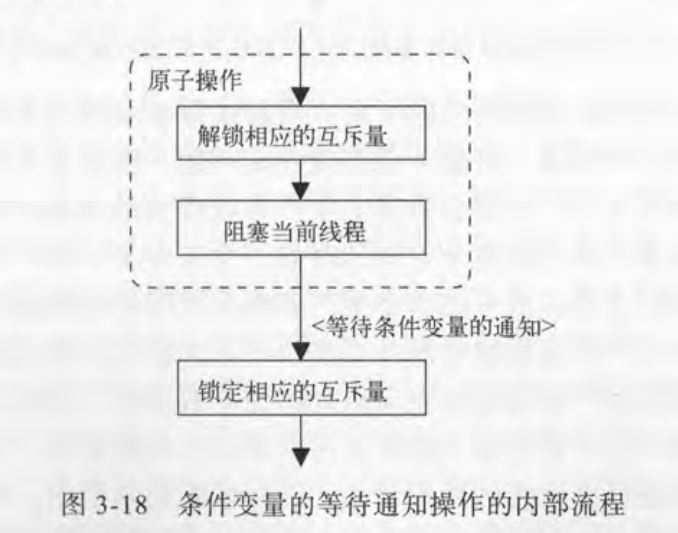 原子操作
解锁相应的互斥量
阻塞当前线程
<等待条件变量的通知>
锁定相应的互斥量
图 3-18 条件变量的等待通知操作的内部流程